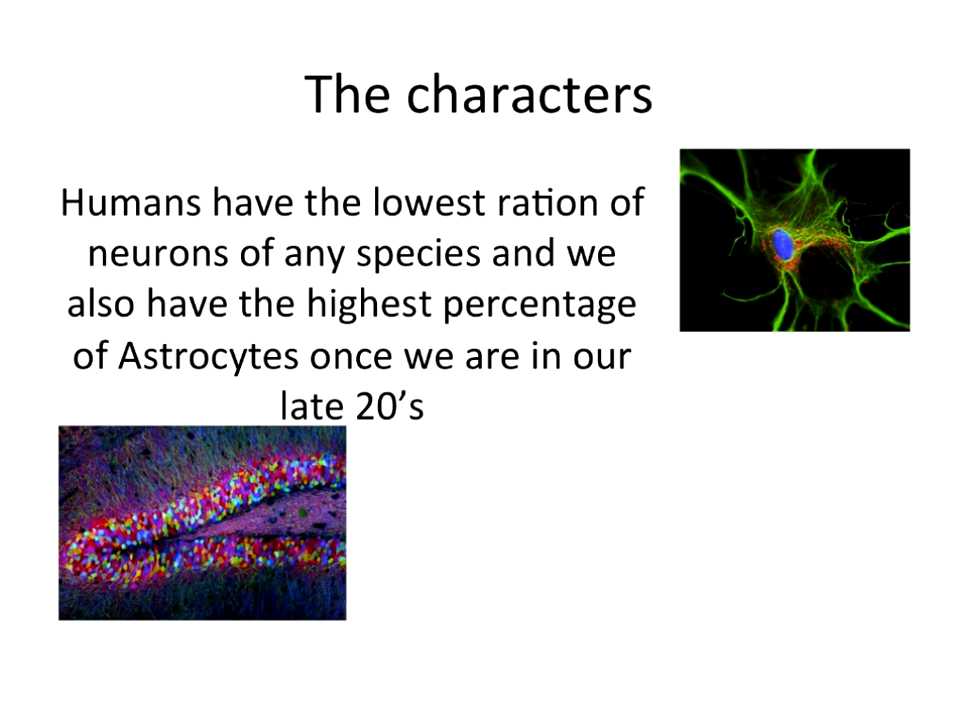 The characters
Humans have the lowest ration of
neurons of any species and we
also have the highest percentage
of Astrocytes once we are in our
late 20’s